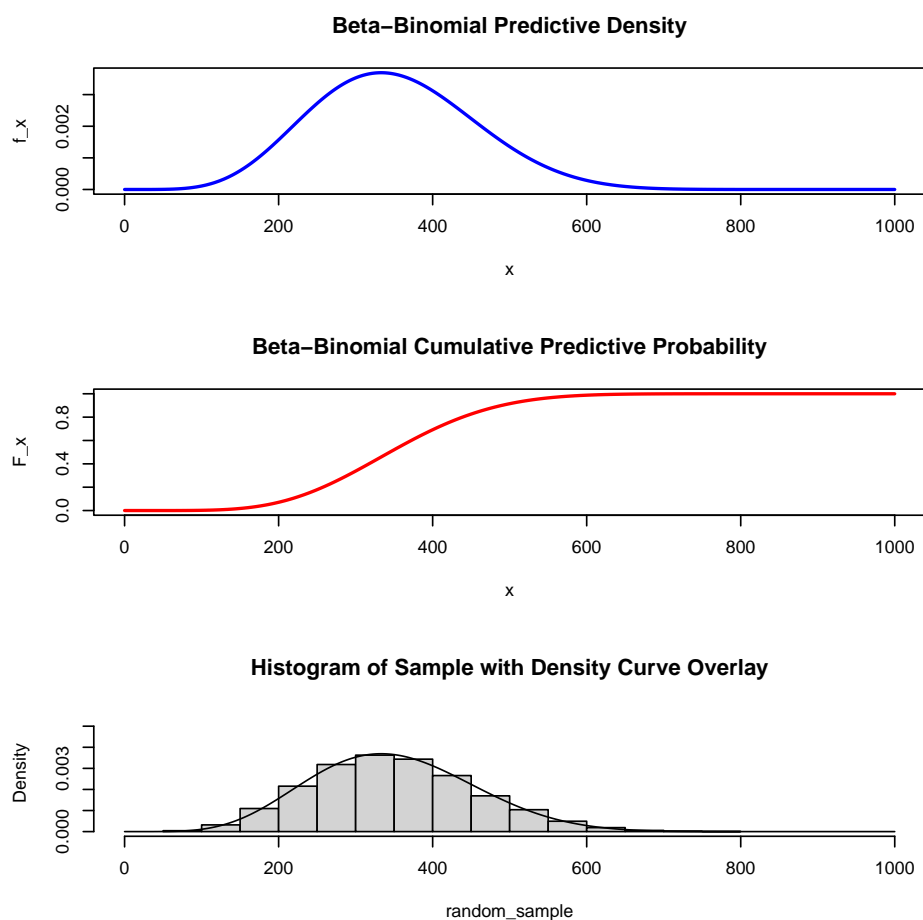 Beta−Binomial Predictive Density
f_x
0.000
0.002
0
200
400
600
800
1000
x
Beta−Binomial Cumulative Predictive Probability
F_x
0.0
0.4
0.8
0
200
400
600
800
1000
x
Histogram of Sample with Density Curve Overlay
Density
0.000
0.003
0
200
400
600
800
1000
random_sample